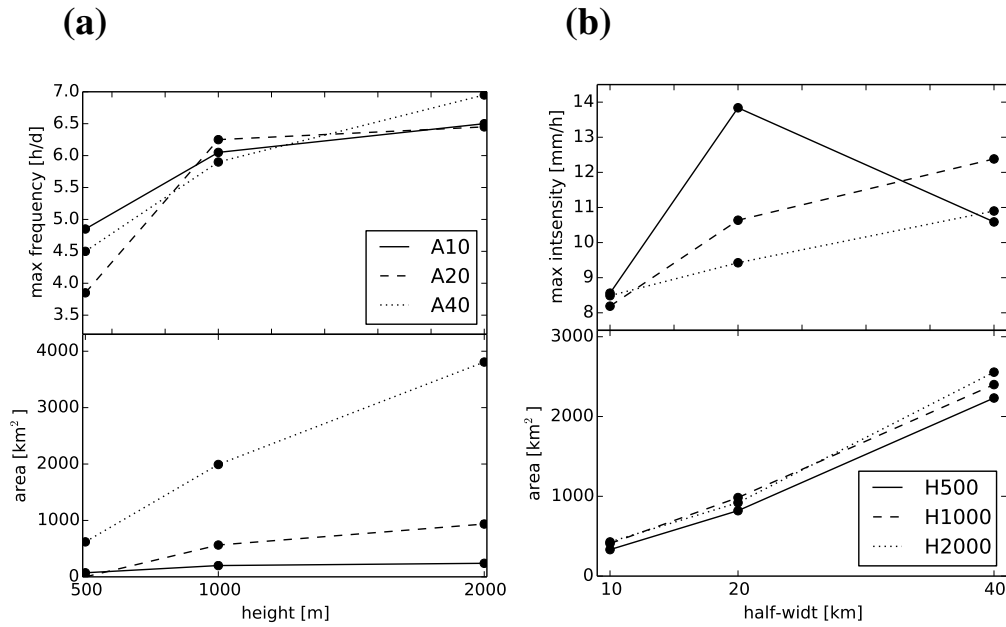 (a)
max frequency [h/d]
7.0
6.5
6.0
5.5
5.0
4.5
4.0
3.5
A10
A20
A40
area [km²]
4000
3000
2000
1000
0
500
1000
2000
height [m]
(b)
max intsensity [mm/h]
14
13
12
11
10
9
8
area [km²]
3000
2000
1000
0
H500
H1000
H2000
10
20
40
half-widt [km]